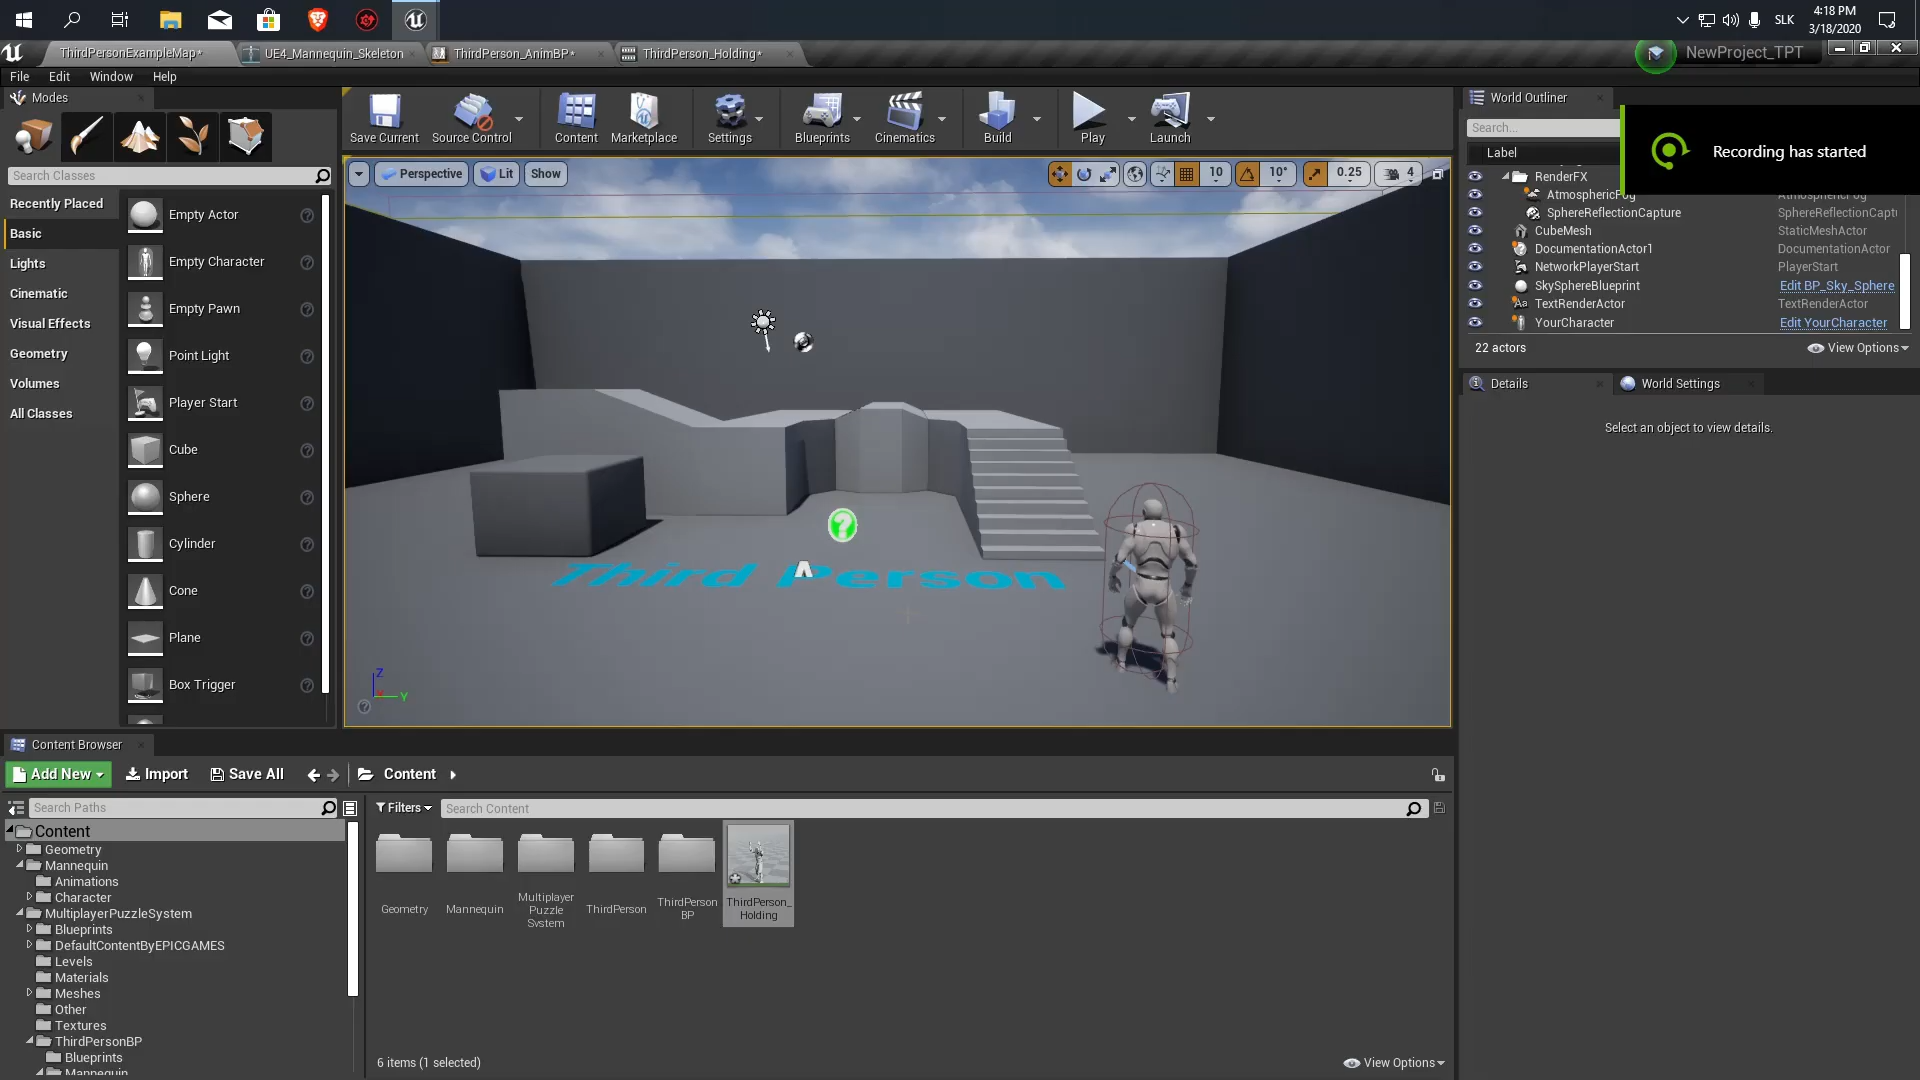 SLK
4:18 PM
3/18/2020
ThirdPersonExampleMap*
UE4_Mannequin_Skeleton
ThirdPerson_AnimBP*
ThirdPerson_Holding*
NewProject_TPT
File
Edit
Window
Help
Modes
Save Current
Source Control
Content
Marketplace
Settings
Blueprints
Cinematics
Build
Play
Launch
World Outliner
Search...
Recording has started
Label
Search Classes
Perspective
Lit
Show
10
10°
0.25
4
Recently Placed
Basic
Lights
Cinematic
Visual Effects
Geometry
Volumes
All Classes
Empty Actor
Empty Character
Empty Pawn
Point Light
Player Start
Cube
Sphere
Cylinder
Cone
Plane
Box Trigger
RenderFX
AtmosphericFog
AtmosphericFog
SphereReflectionCapture
SphereReflectionCapt
CubeMesh
StaticMeshActor
DocumentationActor1
DocumentationActor
NetworkPlayerStart
PlayerStart
SkySphereBlueprint
Edit BP_Sky_Sphere
TextRenderActor
TextRenderActor
YourCharacter
Edit YourCharacter
22 actors
View Options
Details
World Settings
Select an object to view details.
Third Person
Z
X
Y
Content Browser
Add New
Import
Save All
Content
Search Paths
Filters
Search Content
Content
Geometry
Mannequin
Animations
Character
MultiplayerPuzzleSystem
Blueprints
DefaultContentByEPICGAMES
Levels
Materials
Meshes
Other
Textures
ThirdPersonBP
Blueprints
Mannequin
Geometry
Mannequin
Multiplayer
Puzzle
System
ThirdPerson
ThirdPerson
BP
ThirdPerson_
Holding
6 items (1 selected)
View Options